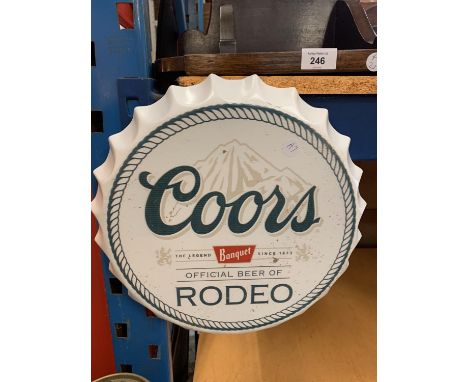 246
Coors
THE LEGEND Banquet SINCE 1873
OFFICIAL BEER OF
RODEO